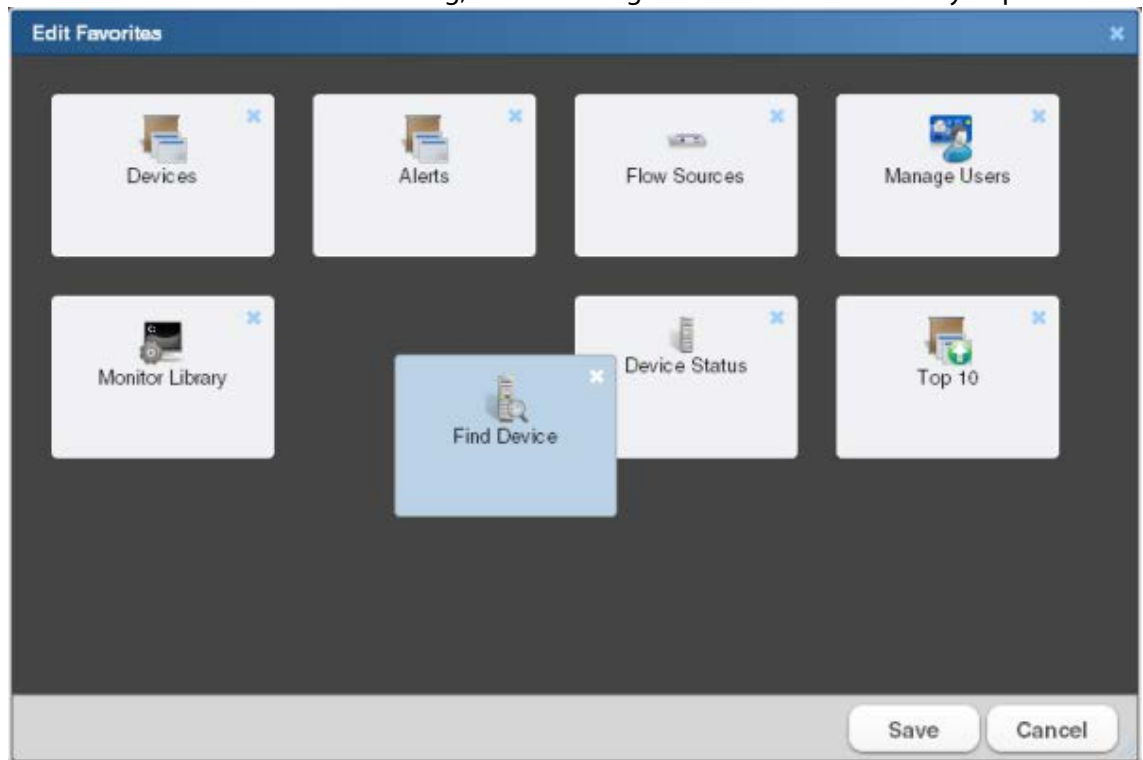 Edit Favorites
Devices
Alerts
Flow Sources
Manage Users
Monitor Library
Device Status
Top 10
Find Device
Save
Cancel